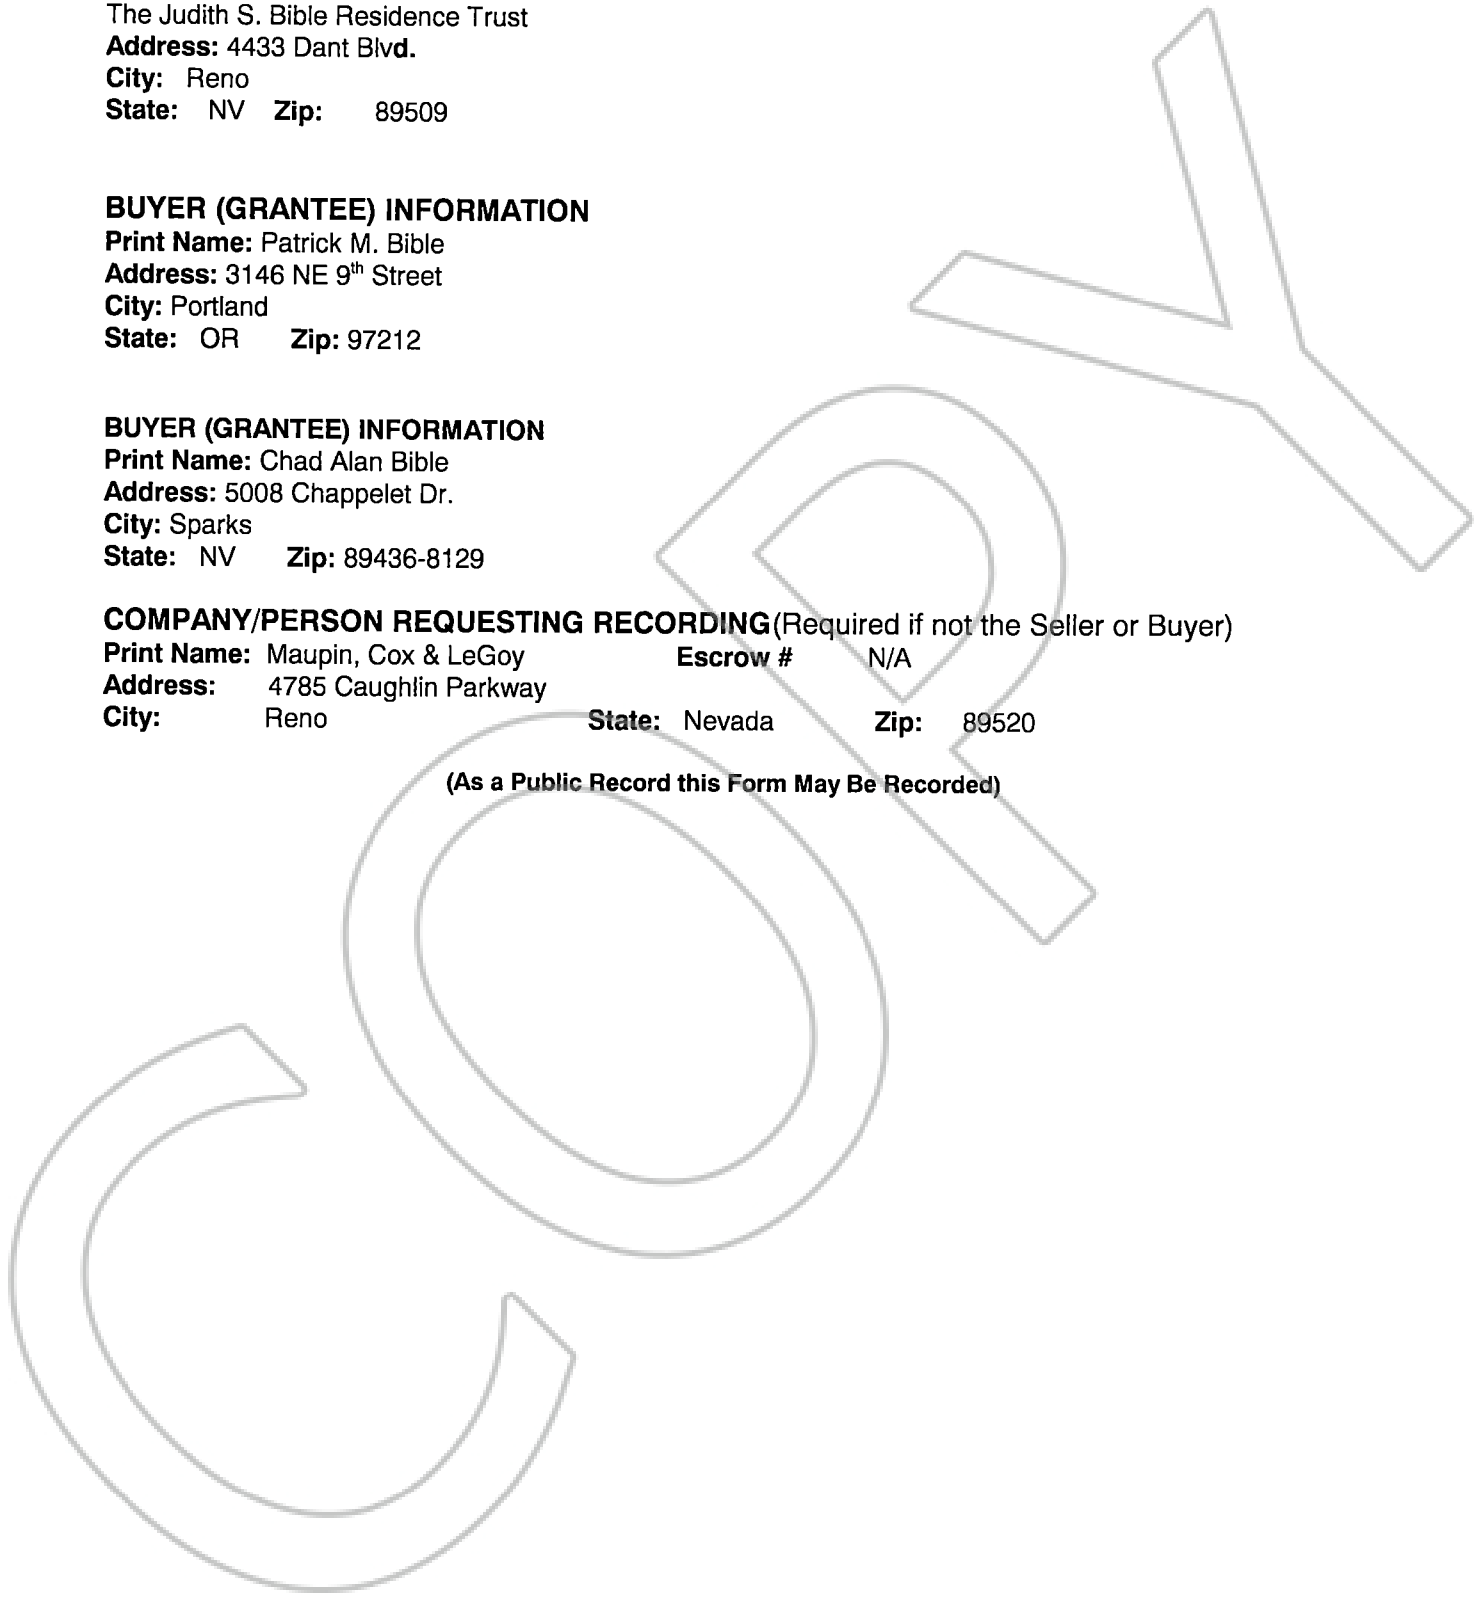 The Judith S. Bible Residence Trust
Address: 4433 Dant Blvd.
City: Reno
State: NV Zip: 89509
BUYER (GRANTEE) INFORMATION
Print Name: Patrick M. Bible
Address: 3146 NE 9th Street
City: Portland
State: OR Zip: 97212
BUYER (GRANTEE) INFORMATION
Print Name: Chad Alan Bible
Address: 5008 Chappelet Dr.
City: Sparks
State: NV Zip: 89436-8129
COMPANY/PERSON REQUESTING RECORDING(Required if not the Seller or Buyer)
Print Name: Maupin, Cox & LeGoy Escrow # N/A
Address: 4785 Caughlin Parkway
City: Reno State: Nevada Zip: 89520
(As a Public Record this Form May Be Recorded)
COPY